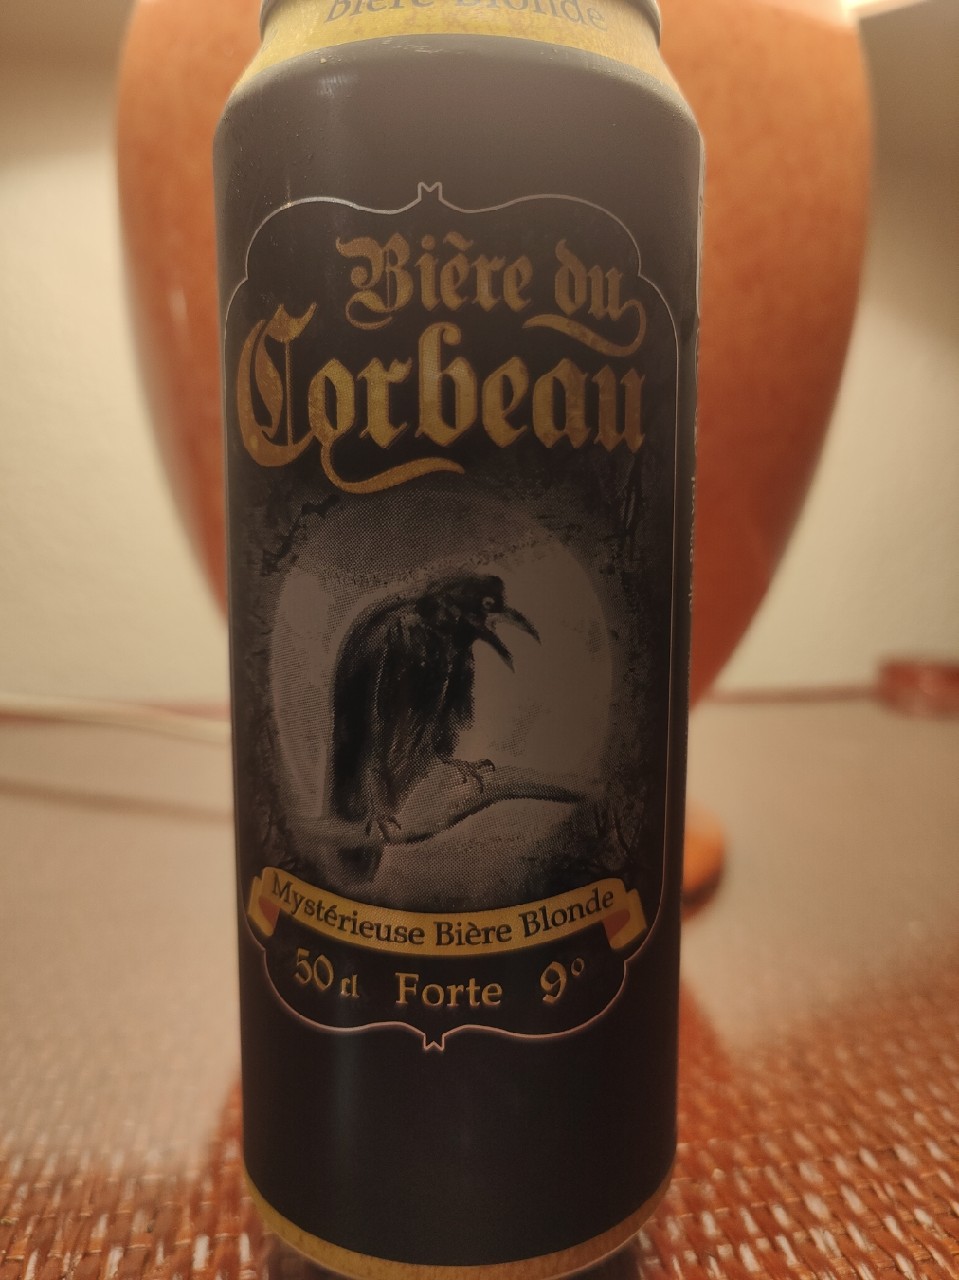 Bière Blonde
Bière du
Corbeau
Mystérieuse Bière Blonde
50 cl Forte 9°